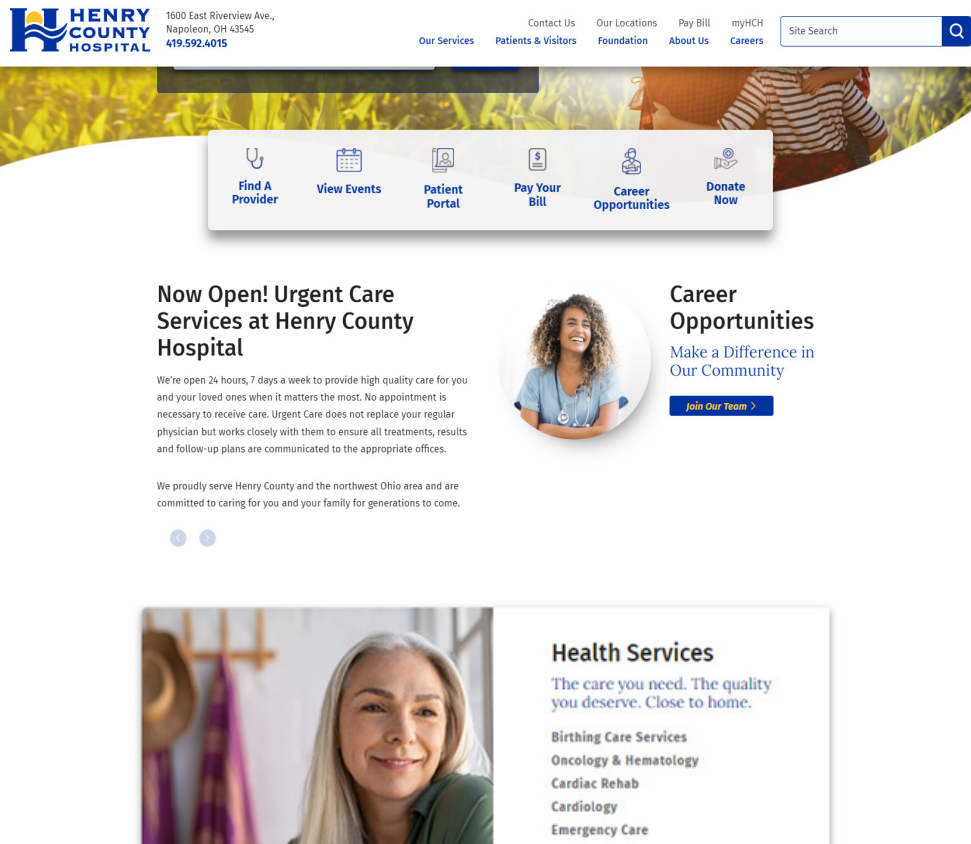 HENRY
COUNTY
HOSPITAL
1600 East Riverview Ave.,
Napoleon, OH 43545
419.592.4015
Contact Us
Our Locations
Pay Bill
myHCH
Our Services
Patients & Visitors
Foundation
About Us
Careers
Site Search
Find A
Provider
View Events
Patient
Portal
Pay Your
Bill
Career
Opportunities
Donate
Now
Now Open! Urgent Care
Services at Henry County
Hospital
We're open 24 hours, 7 days a week to provide high quality care for you
and your loved ones when it matters the most. No appointment is
necessary to receive care. Urgent Care does not replace your regular
physician but works closely with them to ensure all treatments, results
and follow-up plans are communicated to the appropriate offices.
We proudly serve Henry County and the northwest Ohio area and are
committed to caring for you and your family for generations to come.
Career
Opportunities
Make a Difference in
Our Community
Join Our Team
Health Services
The care you need. The quality
you deserve. Close to home.
Birthing Care Services
Oncology & Hematology
Cardiac Rehab
Cardiology
Emergency Care